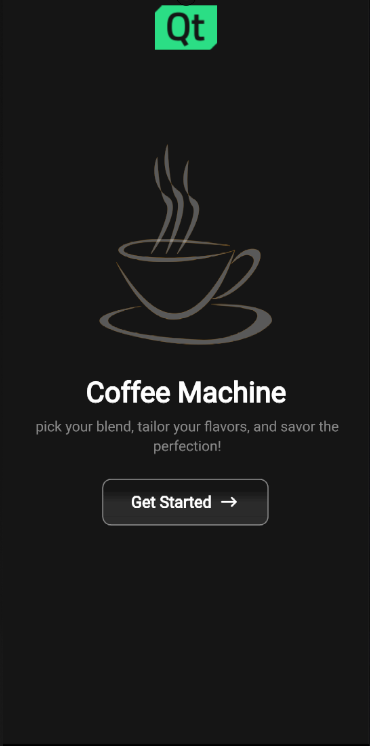 Qt
Coffee Machine
pick your blend, tailor your flavors, and savor the
perfection!
Get Started →